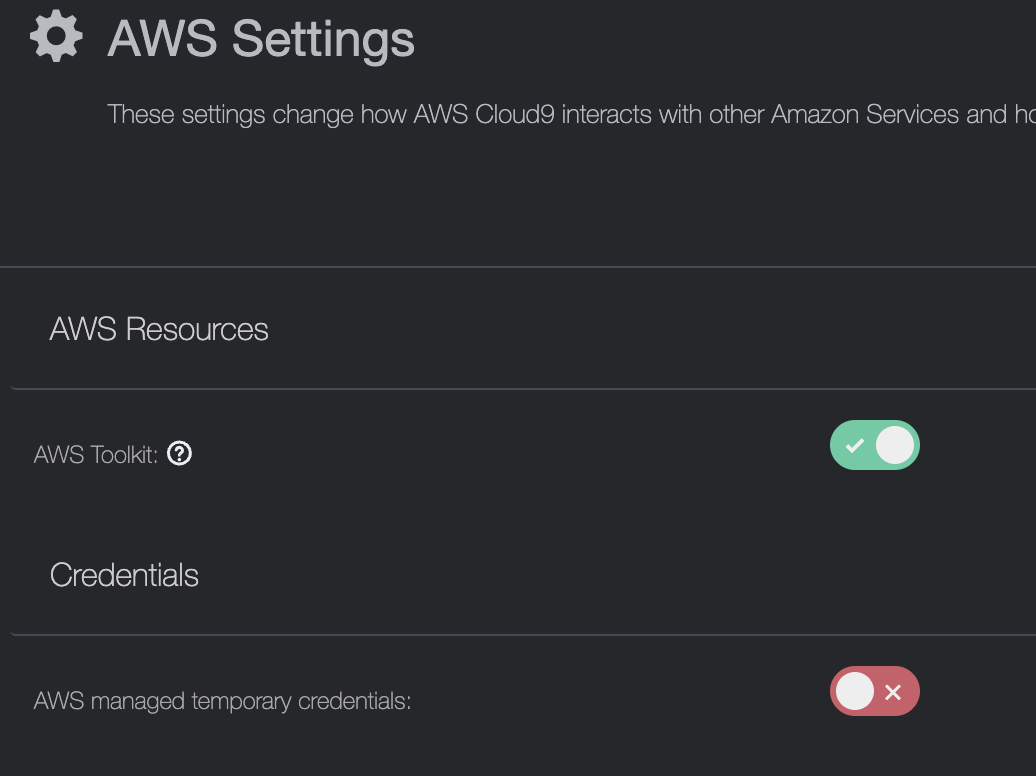 AWS Settings
These settings change how AWS Cloud9 interacts with other Amazon Services and
AWS Resources
AWS Toolkit:
Credentials
AWS managed temporary credentials: